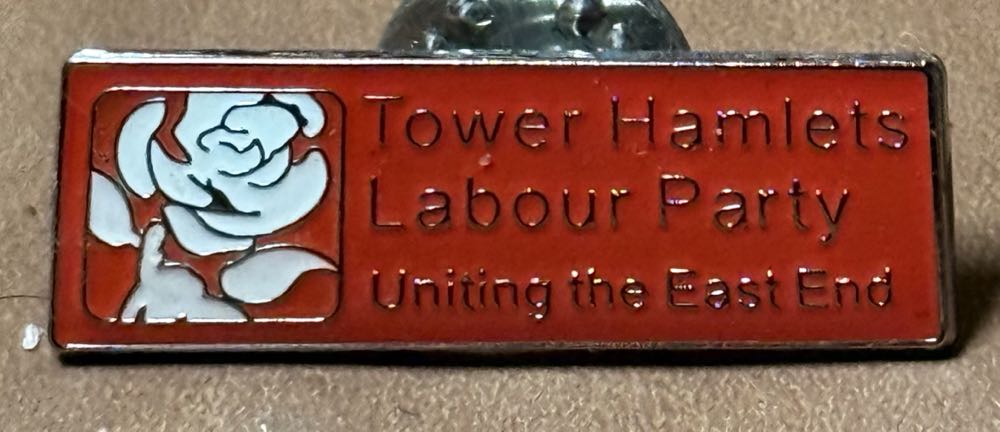 Tower Hamlets
Labour Party
Uniting the East End